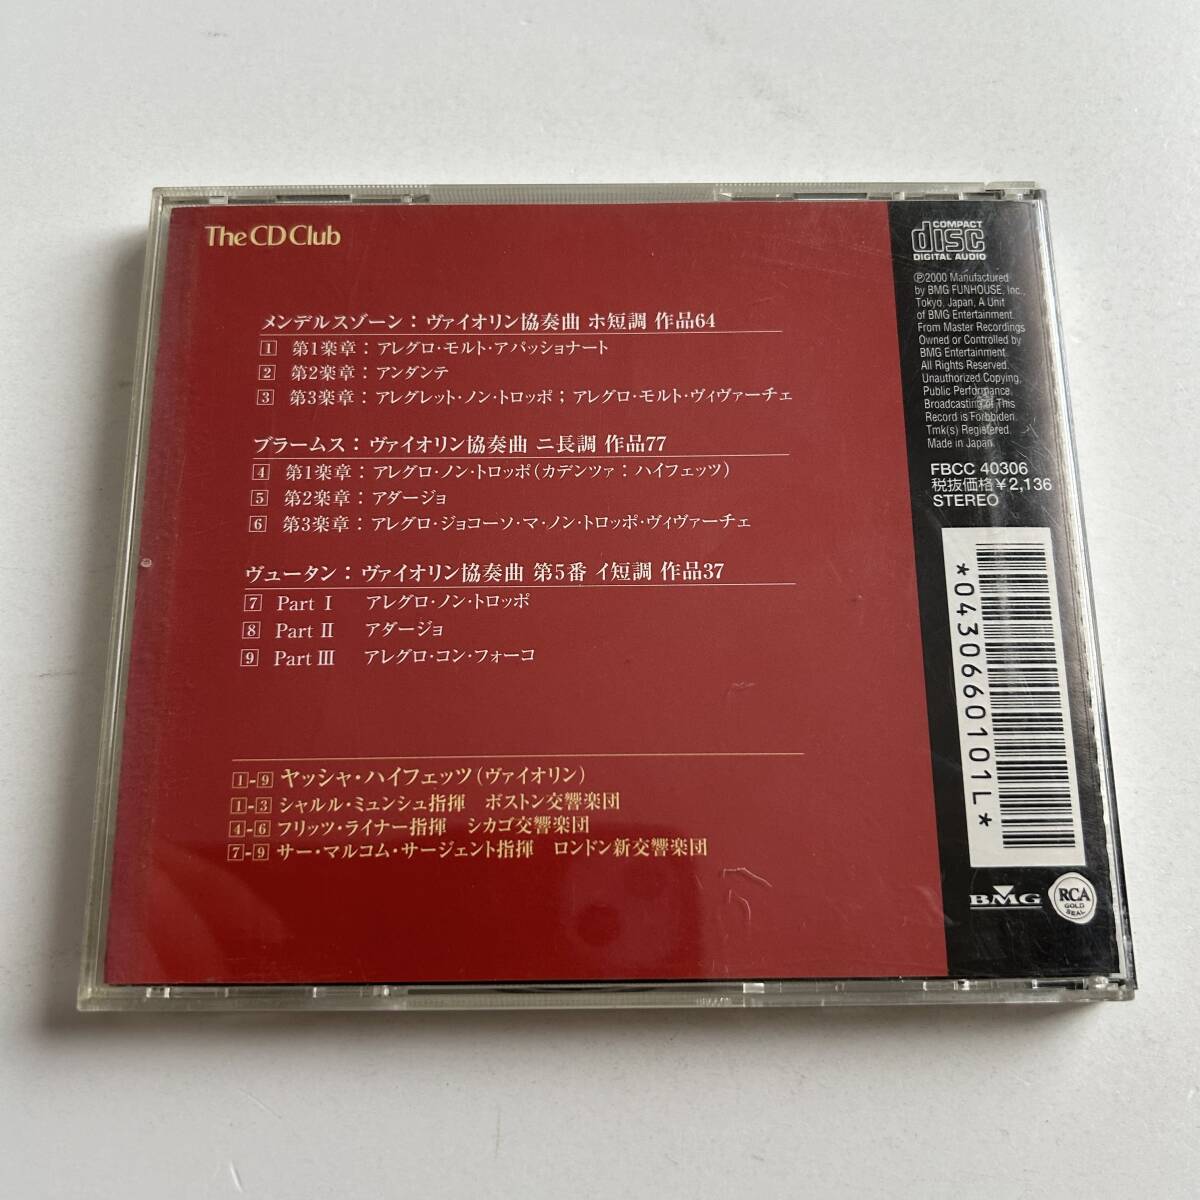 The CD Club
メンデルスゾーン：ヴァイオリン協奏曲 ホ短調 作品64
1 第1楽章：アレグロ・モルト・アパッショナート
2 第2楽章：アンダンテ
3 第3楽章：アレグレット・ノン・トロッポ；アレグロ・モルト・ヴィヴァーチェ
ブラームス：ヴァイオリン協奏曲 ニ長調 作品77
4 第1楽章：アレグロ・ノン・トロッポ（カデンツァ：ハイフェッツ）
5 第2楽章：アダージョ
6 第3楽章：アレグロ・ジョコーソ・マ・ノン・トロッポ・ヴィヴァーチェ
ヴュータン：ヴァイオリン協奏曲 第5番 イ短調 作品37
7 Part I アレグロ・ノン・トロッポ
8 Part II アダージョ
9 Part III アレグロ・コン・フォーコ
1-9 ヤッシャ・ハイフェッツ（ヴァイオリン）
1-3 シャルル・ミュンシュ指揮 ボストン交響楽団
4-6 フリッツ・ライナー指揮 シカゴ交響楽団
7-9 サー・マルコム・サージェント指揮 ロンドン新交響楽団
COMPACT
disc
DIGITAL AUDIO
℗2000 Manufactured
by BMG FUNHOUSE, Inc.,
Tokyo, Japan, A Unit
of BMG Entertainment.
From Master Recordings
Owned or Controlled by
BMG Entertainment.
All Rights Reserved.
Unauthorized Copying,
Public Performance,
Broadcasting of This
Record is Forbidden.
Tmk(s) Registered.
Made in Japan.
FBCC 40306
税抜価格¥2,136
STEREO
*0430660101L*
BMG
RCA
GOLD
SEAL